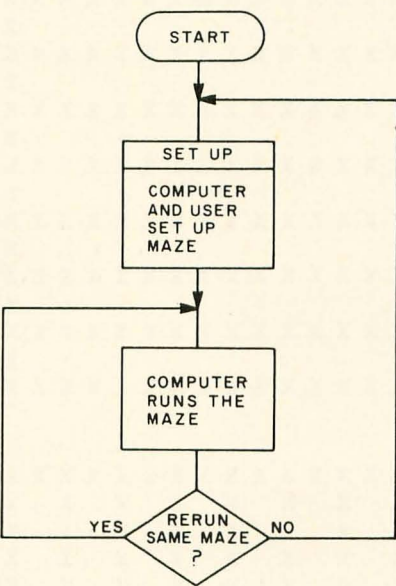 START
SET UP
COMPUTER
AND USER
SET UP
MAZE
COMPUTER
RUNS THE
MAZE
YES
RERUN
SAME MAZE
?
NO